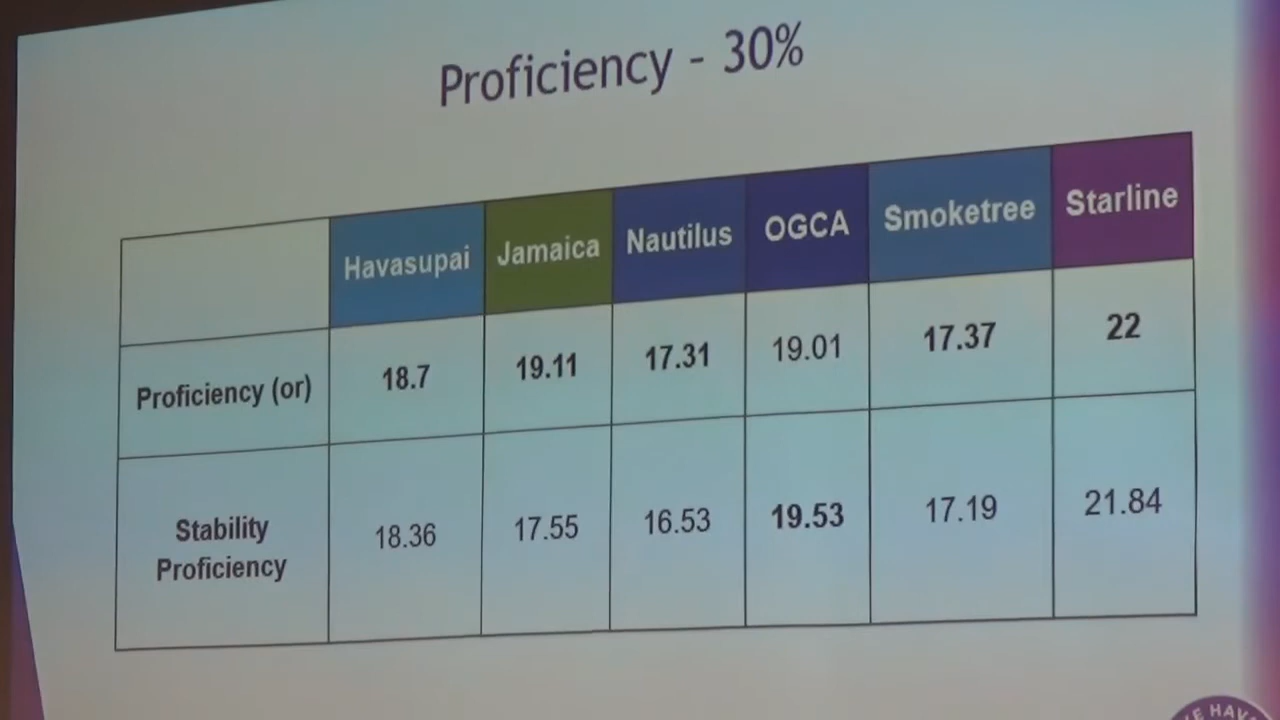 Proficiency - 30%
Havasupai Jamaica Nautilus OGCA Smoketree Starline
Proficiency (or) 18.7 19.11 17.31 19.01 17.37 22
Stability
Proficiency 18.36 17.55 16.53 19.53 17.19 21.84